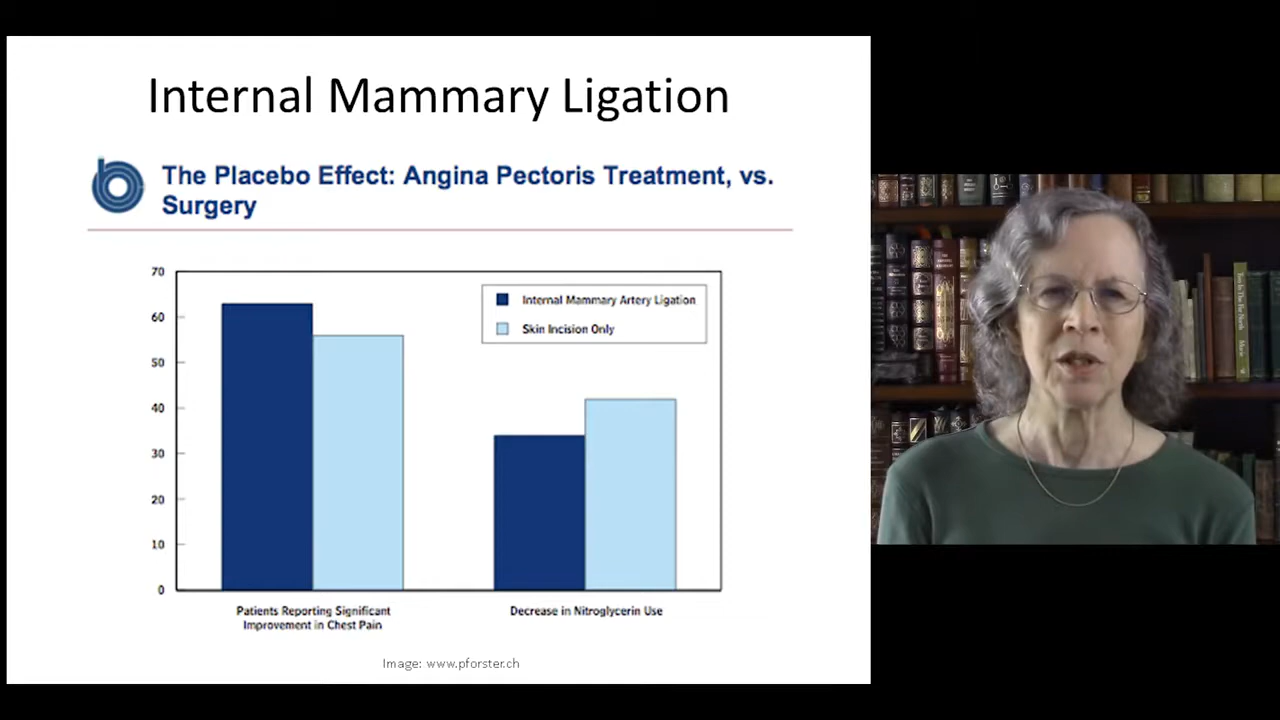 Internal Mammary Ligation
The Placebo Effect: Angina Pectoris Treatment, vs.
Surgery
70
60
50
40
30
20
10
0
Internal Mammary Artery Ligation
Skin Incision Only
Patients Reporting Significant
Improvement in Chest Pain
Decrease in Nitroglycerin Use
Image: www.pforster.ch